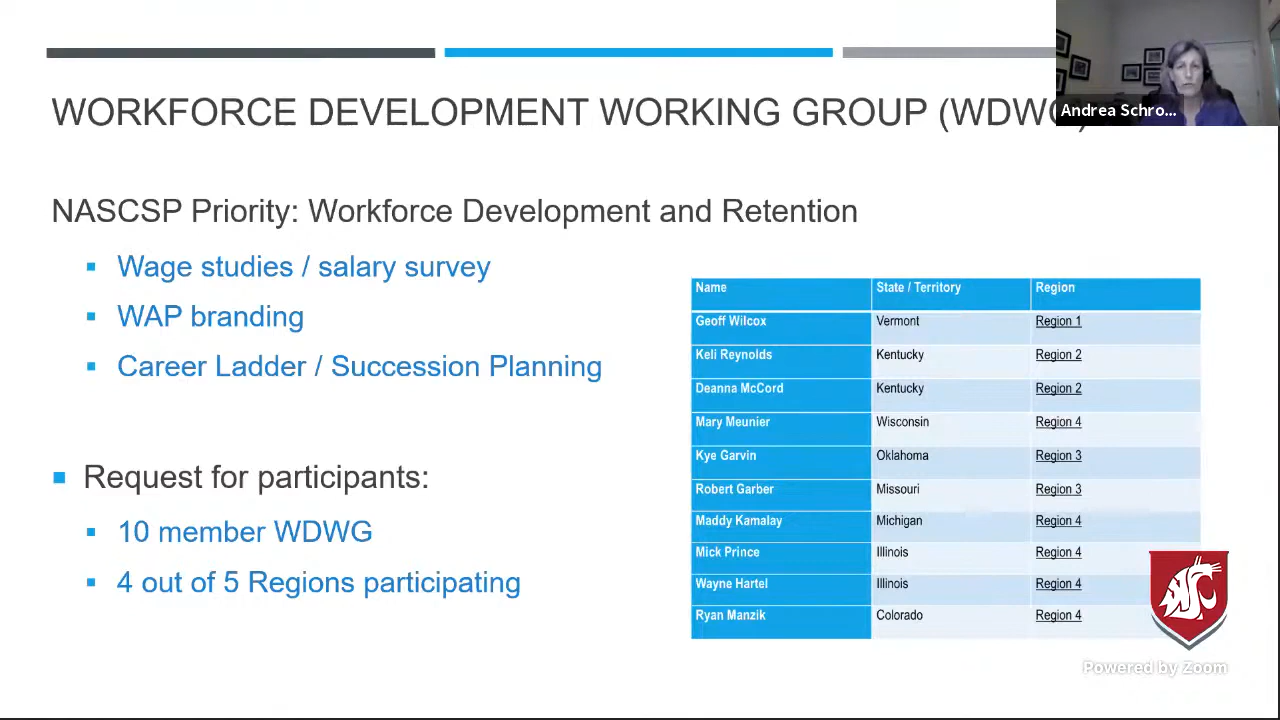 WORKFORCE DEVELOPMENT WORKING GROUP (WDWG)
Andrea Schro...
NASCSP Priority: Workforce Development and Retention
Wage studies / salary survey
WAP branding
Career Ladder / Succession Planning
Request for participants:
10 member WDWG
4 out of 5 Regions participating
Name State / Territory Region
Geoff Wilcox Vermont Region 1
Keli Reynolds Kentucky Region 2
Deanna McCord Kentucky Region 2
Mary Meunier Wisconsin Region 4
Kye Garvin Oklahoma Region 3
Robert Garber Missouri Region 3
Maddy Kamalay Michigan Region 4
Mick Prince Illinois Region 4
Wayne Hartel Illinois Region 4
Ryan Manzik Colorado Region 4
Powered by Zoom